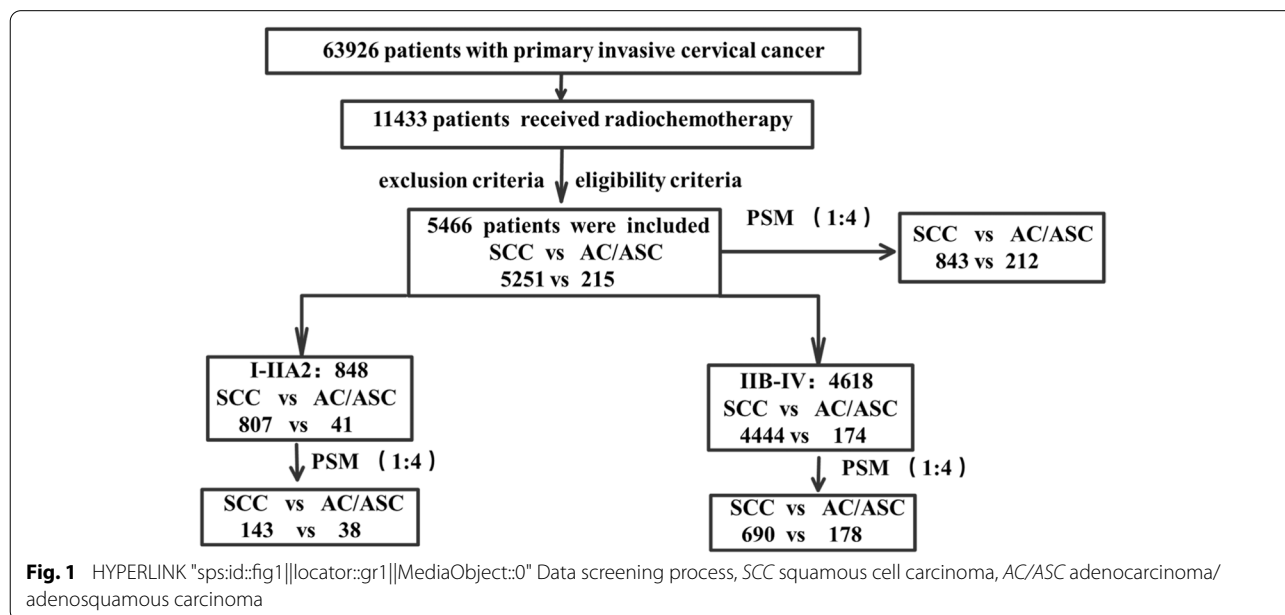 63926 patients with primary invasive cervical cancer
11433 patients received radiochemotherapy
exclusion criteria eligibility criteria
5466 patients were included
SCC vs AC/ASC
5251 vs 215
PSM （1:4）
SCC vs AC/ASC
843 vs 212
I-IIA2：848
SCC vs AC/ASC
807 vs 41
PSM （1:4）
SCC vs AC/ASC
143 vs 38
IIB-IV：4618
SCC vs AC/ASC
4444 vs 174
PSM （1:4）
SCC vs AC/ASC
690 vs 178
Fig. 1 HYPERLINK "sps:id::fig1||locator::gr1||MediaObject::0" Data screening process, SCC squamous cell carcinoma, AC/ASC adenocarcinoma/
adenosquamous carcinoma